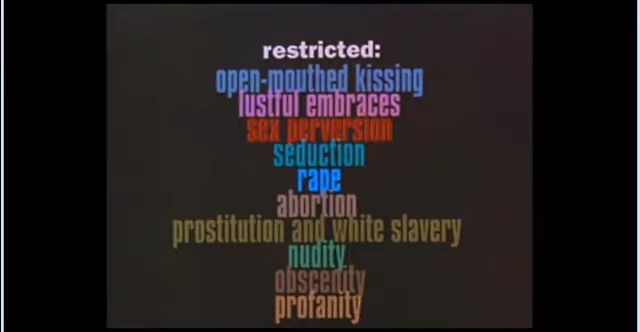 restricted:
open-mouthed kissing
lustful embraces
sex perversion
seduction
rape
abortion
prostitution and white slavery
nudity
obscenity
profanity